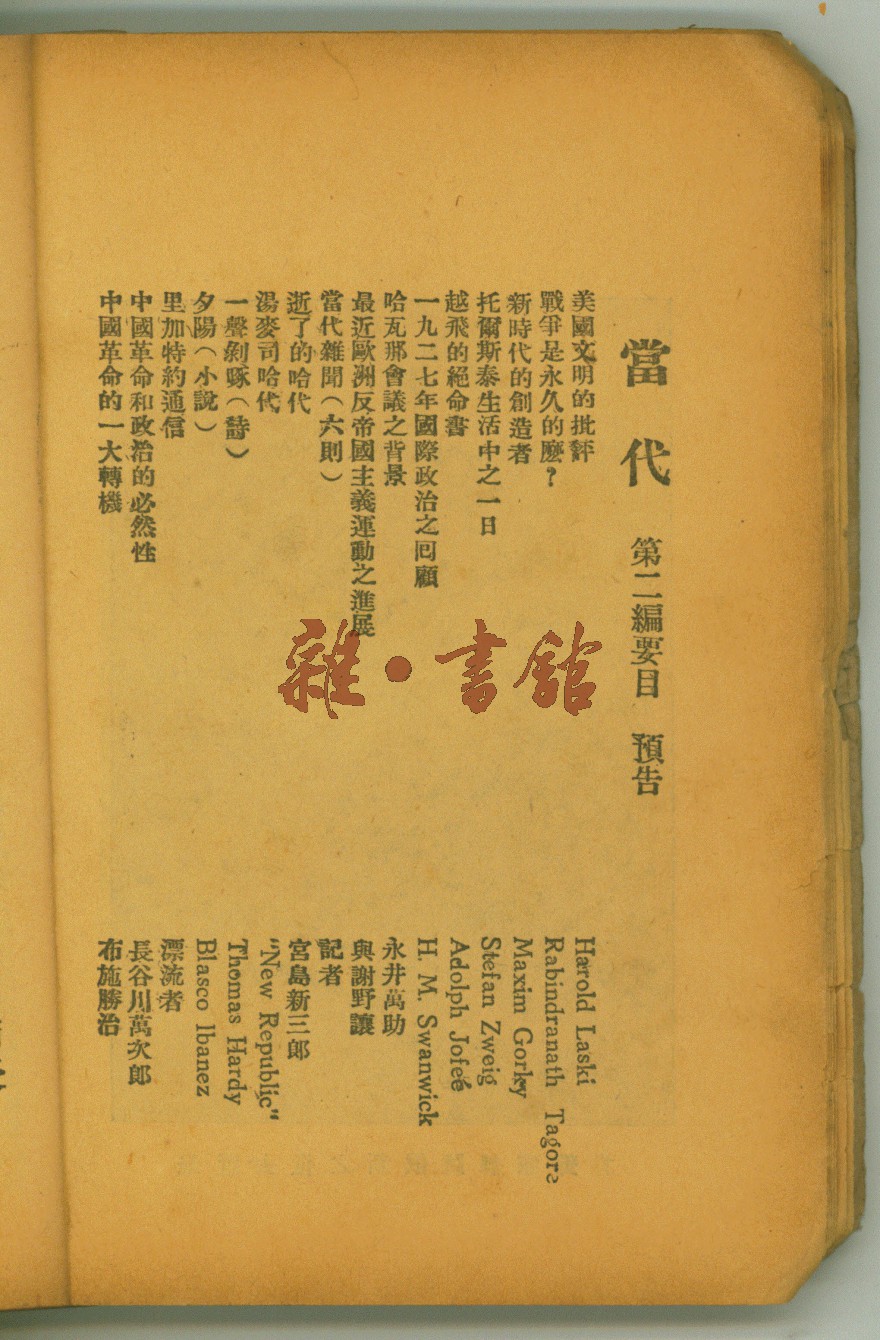 當代 第二編要目 預告
美國文明的批評 Harold Laski
戰爭是永久的麽? Rabindranath Tagore
新時代的創造者 Maxim Gorky
托爾斯泰生活中之一日 Stefan Zweig
越飛的絕命書 Adolph Jofeé
一九二七年國際政治之回顧 H. M. Swanwick
哈瓦那會議之背景 永井萬助
最近歐洲反帝國主義運動之進展 與謝野讓
當代雜聞(六則) 記者
逝了的哈代 宮島新三郎
湯麥司哈代 "New Republic"
一聲剝啄(詩) Thomas Hardy
夕陽(小說) Blasco Ibanez
里加特約通信 漂流者
中國革命和政治的必然性 長谷川萬次郎
中國革命的一大轉機 布施勝治
雜·書館